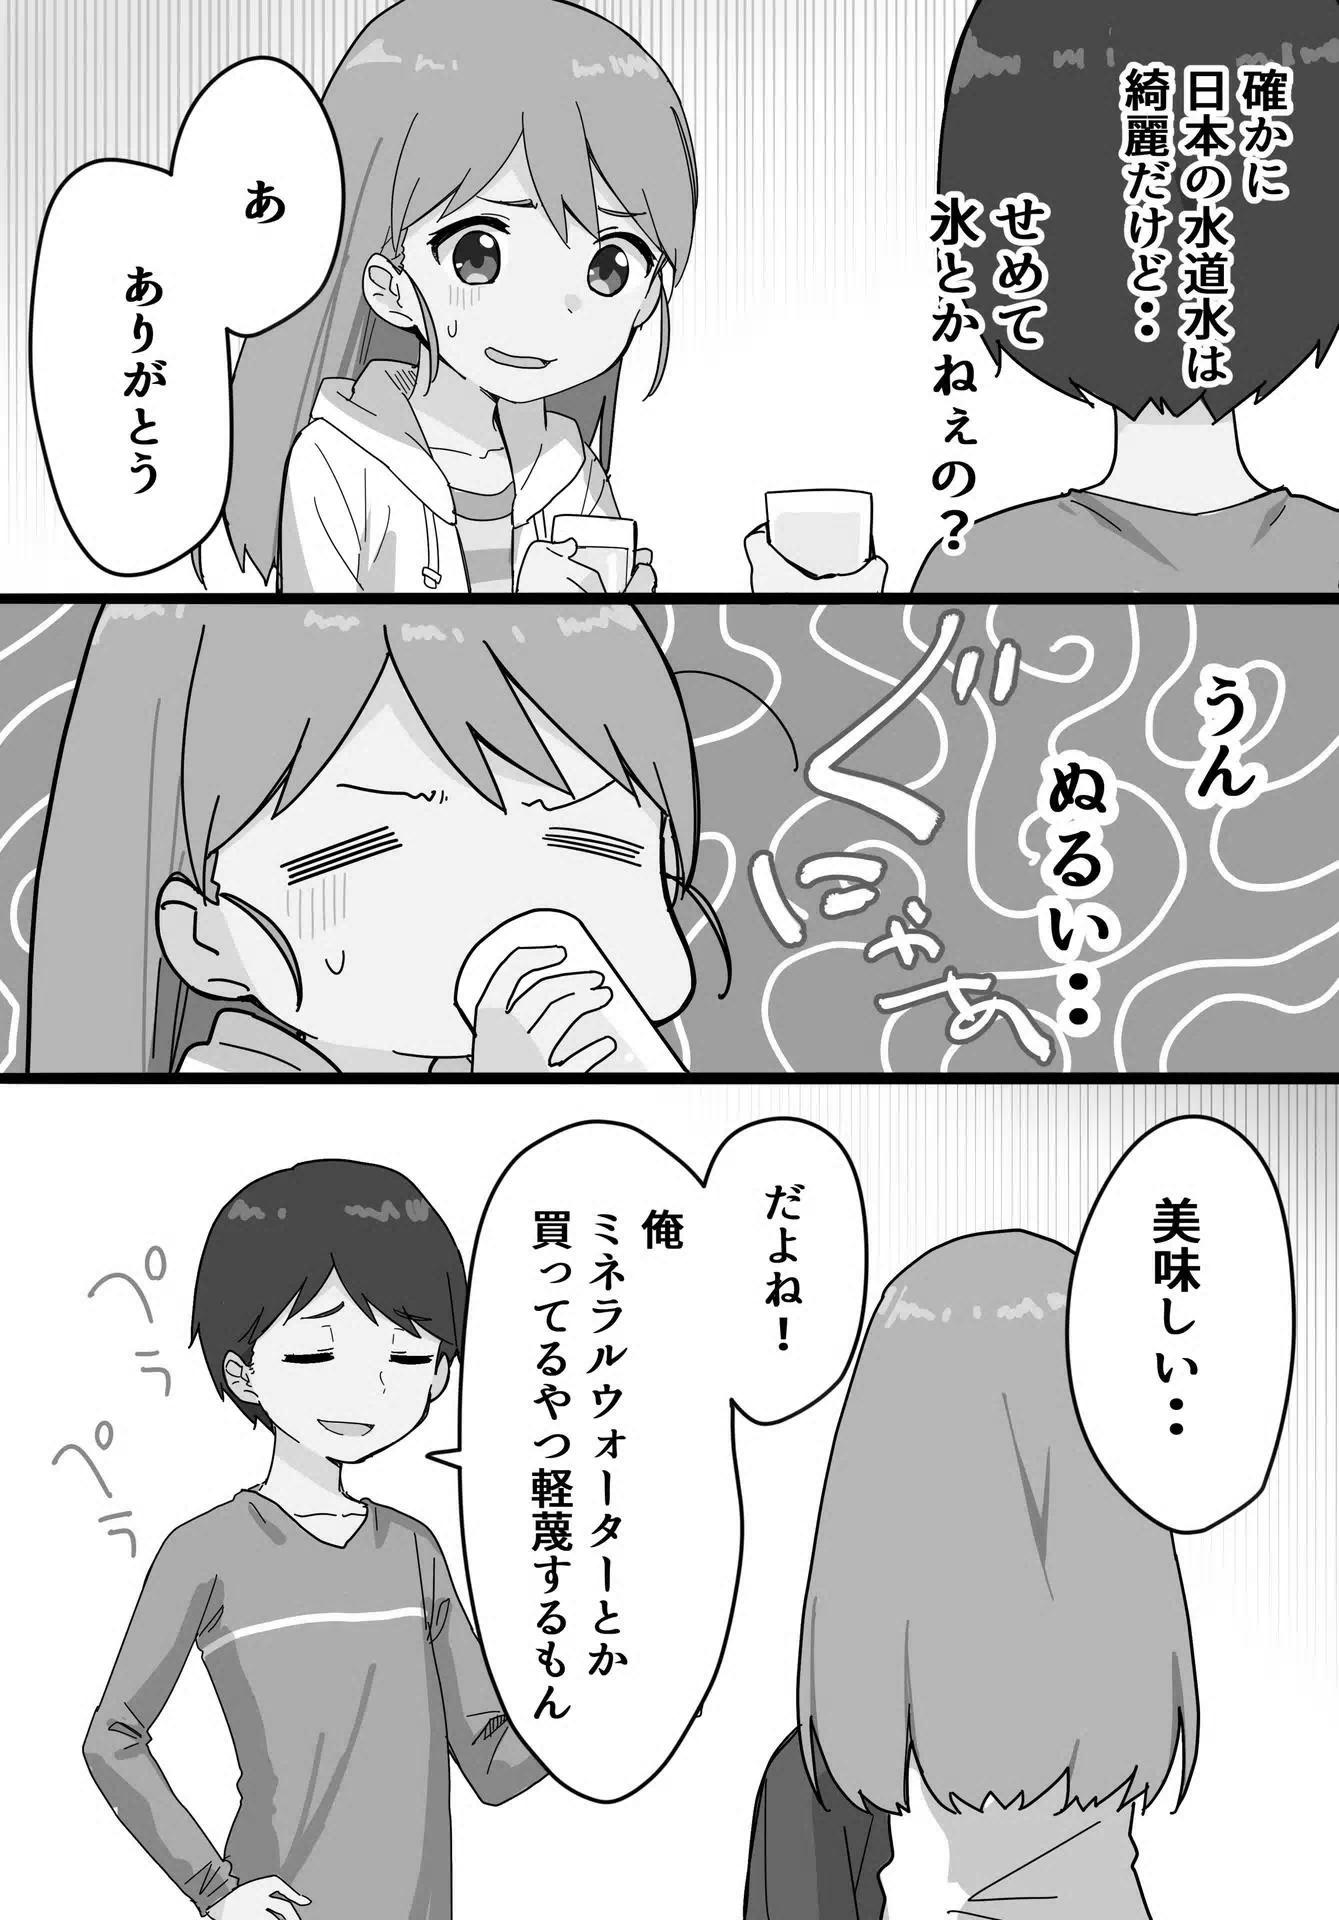 確かに
日本の水道水は
綺麗だけど・・
せめて
氷とかねぇの？
あ
ありがとう
うん
ぬるい・・
ぐにゃあ
美味しい・・
だよね！
俺
ミネラルウォーターとか
買ってるやつ軽蔑するもん
ペラ
ペラ